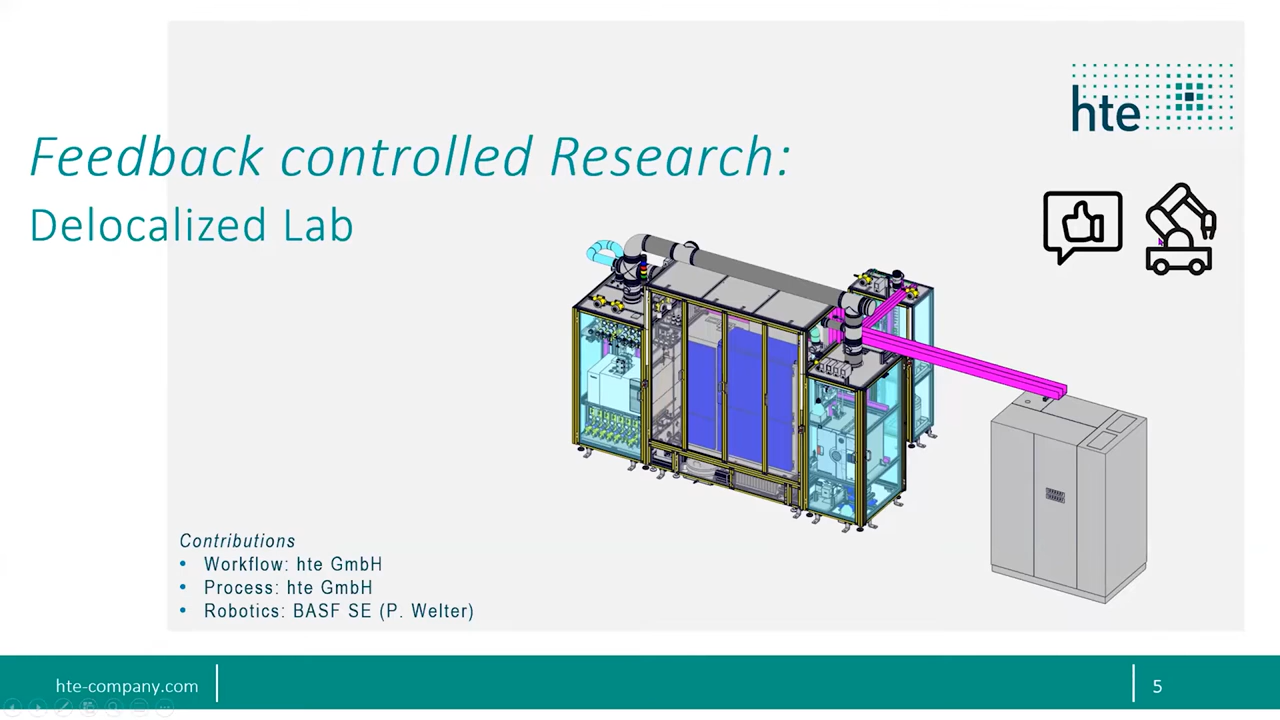 hte
Feedback controlled Research:
Delocalized Lab
Contributions
• Workflow: hte GmbH
• Process: hte GmbH
• Robotics: BASF SE (P. Welter)
hte-company.com
5